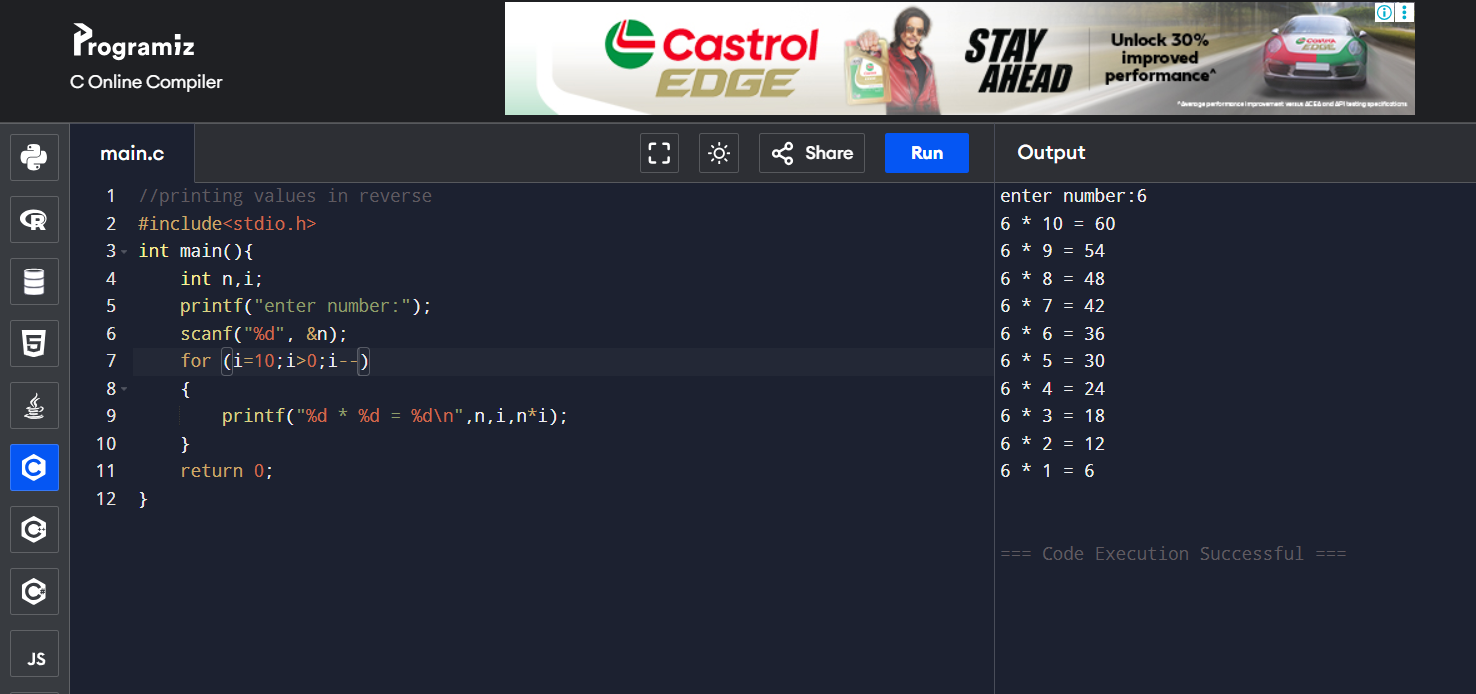 Programiz
C Online Compiler
Castrol
EDGE
STAY
AHEAD
Unlock 30%
improved
performance^
^Average performance improvement versus ACEA and API testing specifications
main.c
Share
Run
Output
1 //printing values in reverse
2 #include<stdio.h>
3 int main(){
4     int n,i;
5     printf("enter number:");
6     scanf("%d", &n);
7     for (i=10;i>0;i--)
8     {
9         printf("%d * %d = %d\n",n,i,n*i);
10     }
11     return 0;
12 }
enter number:6
6 * 10 = 60
6 * 9 = 54
6 * 8 = 48
6 * 7 = 42
6 * 6 = 36
6 * 5 = 30
6 * 4 = 24
6 * 3 = 18
6 * 2 = 12
6 * 1 = 6
=== Code Execution Successful ===
R
5
C
C++
C#
JS